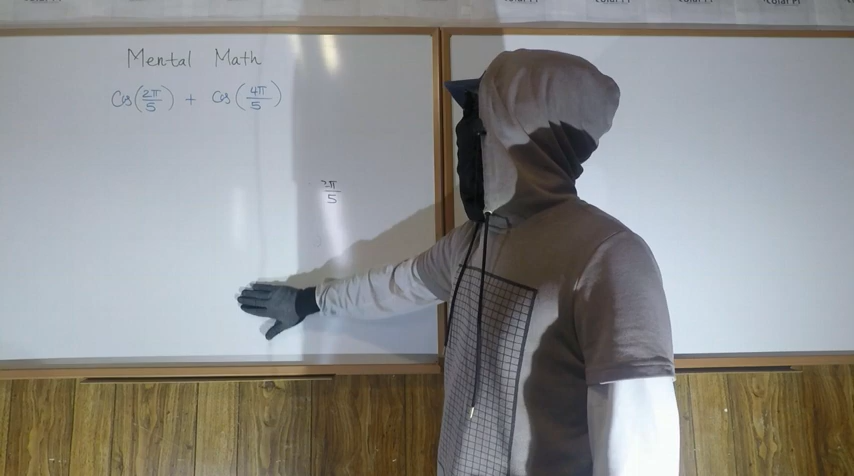 Mental Math
Cos(2π/5) + Cos(4π/5)
2π/5